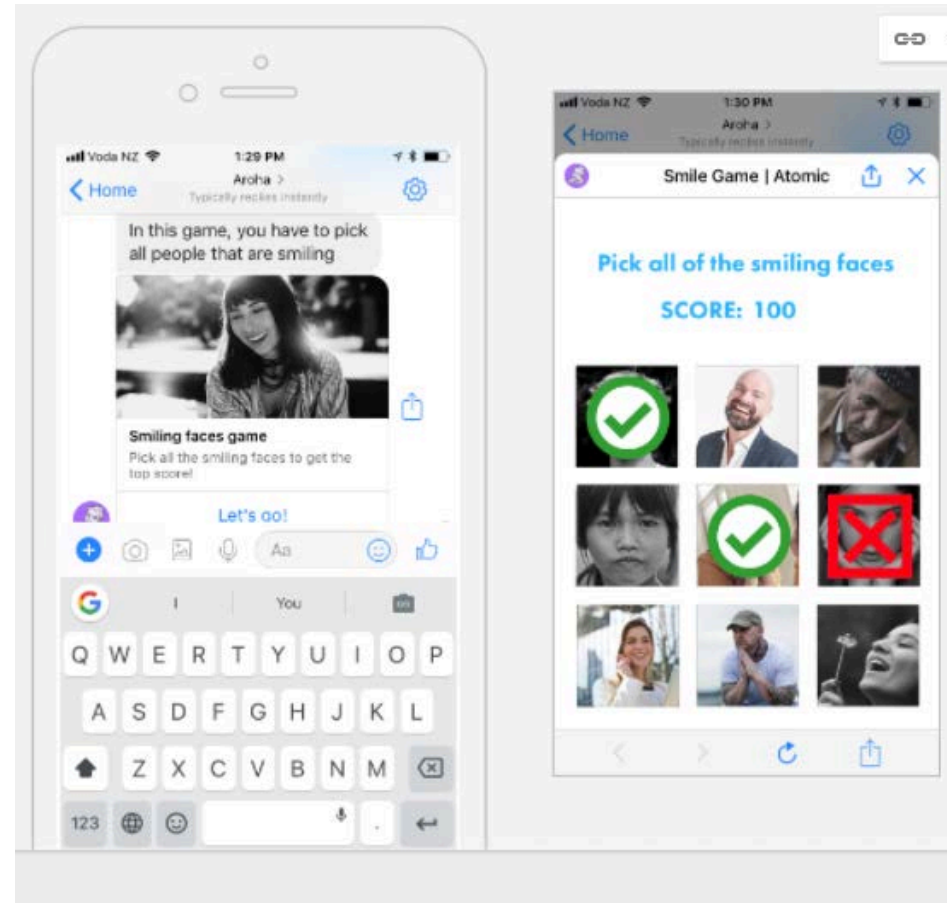 Voda NZ
1:29 PM
Home
Aroha >
Typically replies instantly
In this game, you have to pick
all people that are smiling
Smiling faces game
Pick all the smiling faces to get the
top score!
Let's go!
Aa
G
I
You
Q W E R T Y U I O P
A S D F G H J K L
Z X C V B N M
123
.
Voda NZ
1:30 PM
Home
Aroha >
Typically replies instantly
Smile Game | Atomic
Pick all of the smiling faces
SCORE: 100